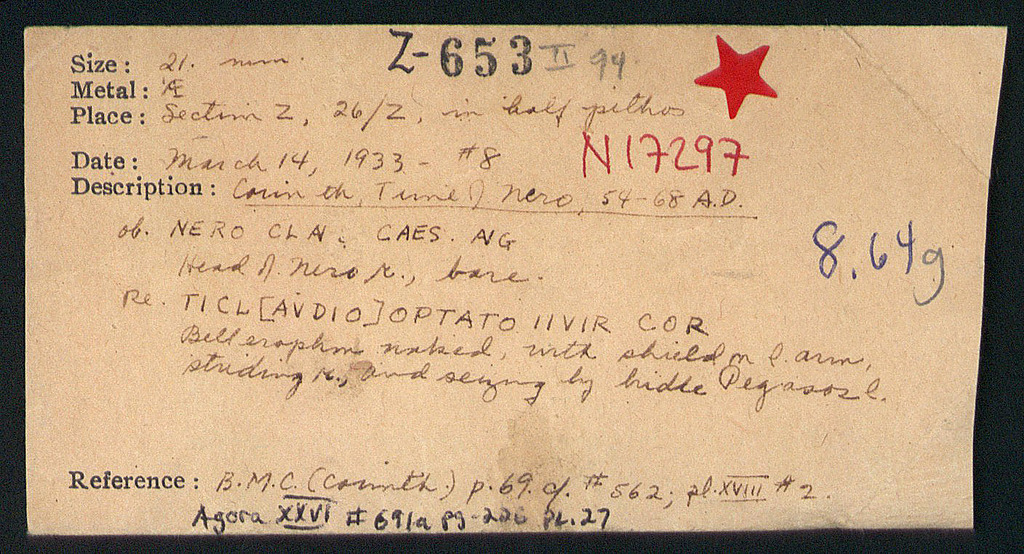 Z-653 II 94
Size : 21. mm.
Metal : Æ
Place : Section Z, 26/Z, in half pithos
N17297
Date : March 14, 1933 - #8
Description : Corinth, Time of Nero, 54-68 A.D.
ob. NERO CLAV. CAES. AVG
Head of Nero r., bare.
8.64g
Re. TICL[AVDIO]OPTATO IIVIR COR
Bellerophon naked, with shield on l. arm,
striding r., and seizing by bridle Pegasos l.
Reference : B.M.C. (Corinth.) p. 69. cf. # 562; pl. XVIII # 2.
Agora XXVI # 691a pg-226 PL.27